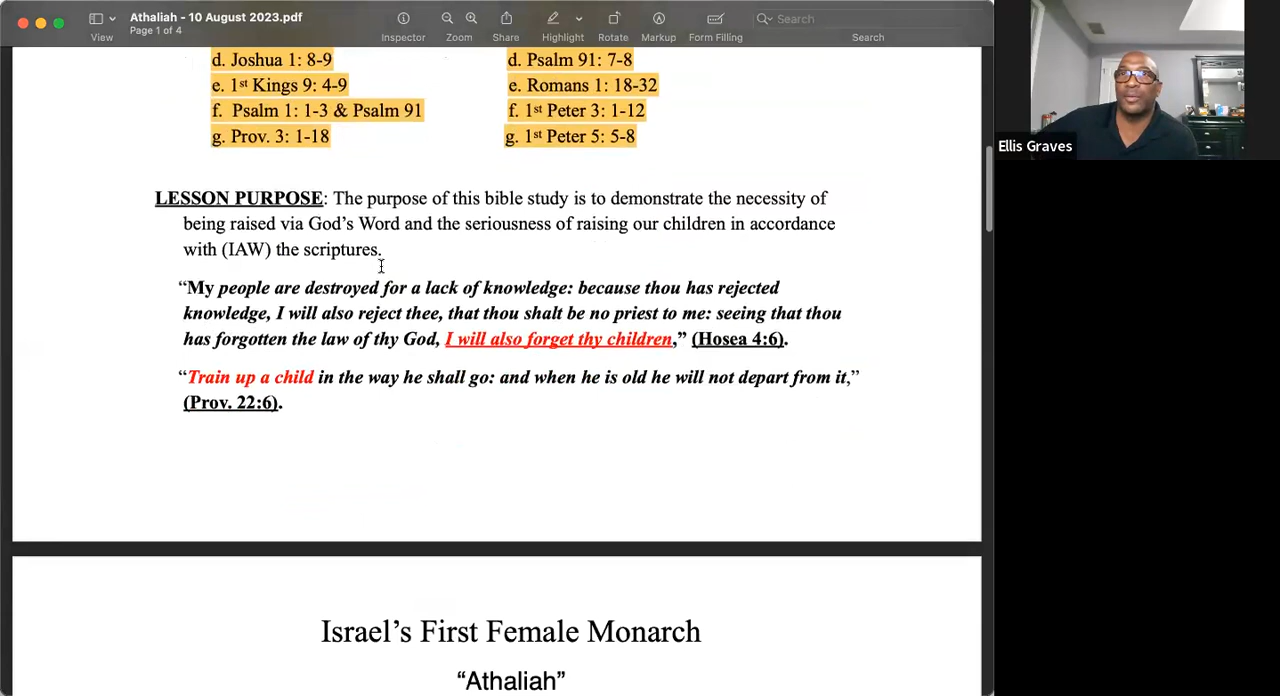 Athaliah - 10 August 2023.pdf
Page 1 of 4
View
Inspector
Zoom
Share
Highlight
Rotate
Markup
Form Filling
Search
Search
d. Joshua 1: 8-9
e. 1st Kings 9: 4-9
f. Psalm 1: 1-3 & Psalm 91
g. Prov. 3: 1-18
d. Psalm 91: 7-8
e. Romans 1: 18-32
f. 1st Peter 3: 1-12
g. 1st Peter 5: 5-8
LESSON PURPOSE: The purpose of this bible study is to demonstrate the necessity of
being raised via God’s Word and the seriousness of raising our children in accordance
with (IAW) the scriptures.
“My people are destroyed for a lack of knowledge: because thou has rejected
knowledge, I will also reject thee, that thou shalt be no priest to me: seeing that thou
has forgotten the law of thy God, I will also forget thy children,” (Hosea 4:6).
“Train up a child in the way he shall go: and when he is old he will not depart from it,”
(Prov. 22:6).
Israel’s First Female Monarch
“Athaliah”
Ellis Graves